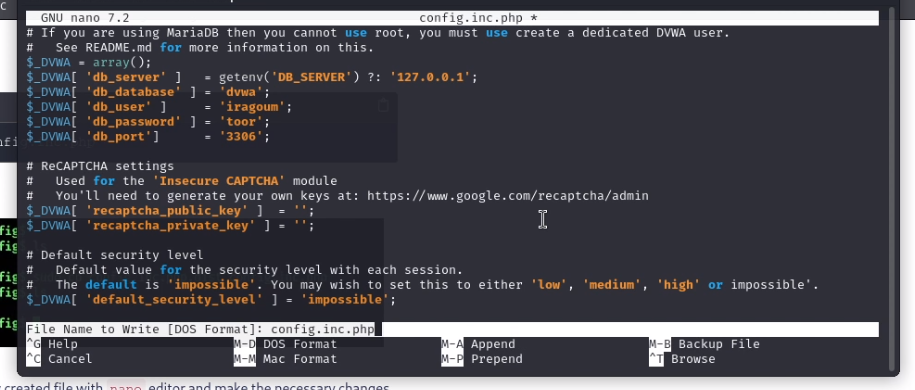 GNU nano 7.2 config.inc.php *
# If you are using MariaDB then you cannot use root, you must use create a dedicated DVWA user.
#   See README.md for more information on this.
$_DVWA = array();
$_DVWA[ 'db_server' ]   = getenv('DB_SERVER') ?: '127.0.0.1';
$_DVWA[ 'db_database' ] = 'dvwa';
$_DVWA[ 'db_user' ]     = 'iragoum';
$_DVWA[ 'db_password' ] = 'toor';
$_DVWA[ 'db_port']      = '3306';
# ReCAPTCHA settings
#   Used for the 'Insecure CAPTCHA' module
#   You'll need to generate your own keys at: https://www.google.com/recaptcha/admin
$_DVWA[ 'recaptcha_public_key' ]  = '';
$_DVWA[ 'recaptcha_private_key' ] = '';
# Default security level
#   Default value for the security level with each session.
#   The default is 'impossible'. You may wish to set this to either 'low', 'medium', 'high' or impossible'.
$_DVWA[ 'default_security_level' ] = 'impossible';
File Name to Write [DOS Format]: config.inc.php
^G Help M-D DOS Format M-A Append M-B Backup File
^C Cancel M-M Mac Format M-P Prepend ^T Browse
created file with nano editor and make the necessary changes